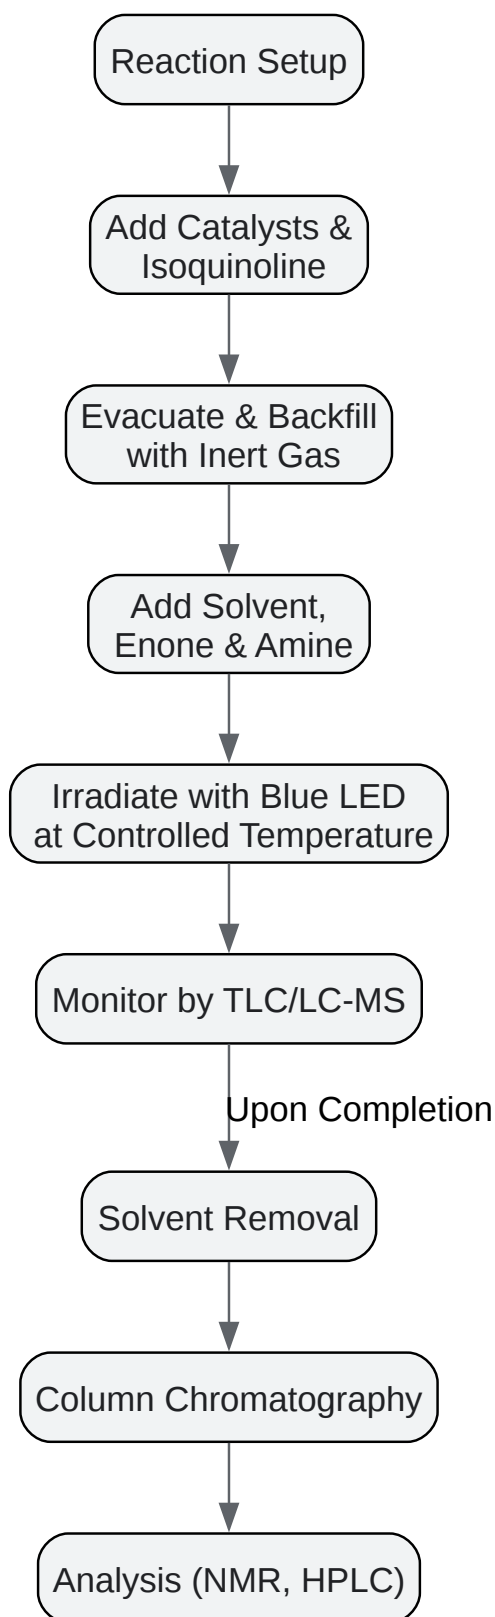 Reaction Setup
Add Catalysts &
Isoquinoline
Evacuate & Backfill
with Inert Gas
Add Solvent,
Enone & Amine
Irradiate with Blue LED
at Controlled Temperature
Monitor by TLC/LC-MS
Upon Completion
Solvent Removal
Column Chromatography
Analysis (NMR, HPLC)